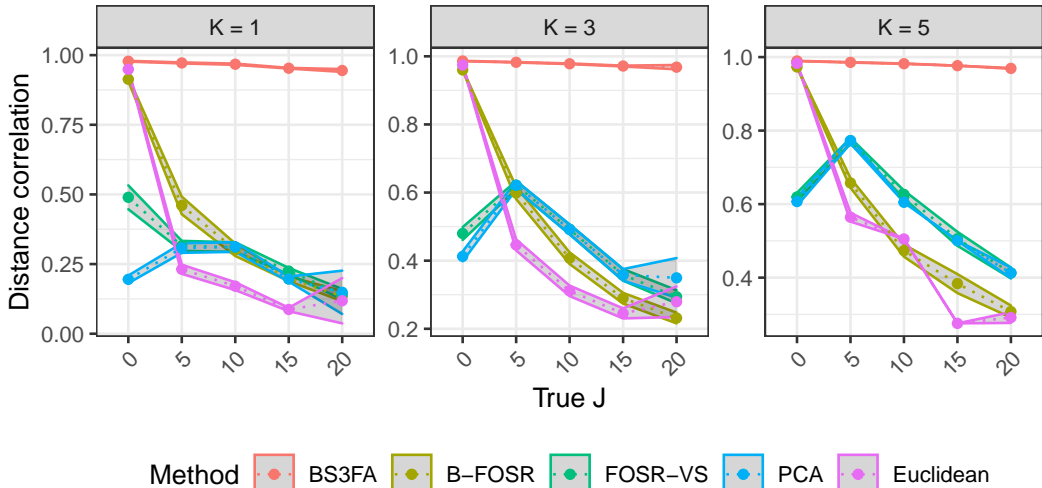 K = 1
K = 3
K = 5
Distance correlation
1.00
0.75
0.50
0.25
0.00
1.0
0.8
0.6
0.4
0.2
1.0
0.8
0.6
0.4
0 5 10 15 20
0 5 10 15 20
0 5 10 15 20
True J
Method BS3FA B−FOSR FOSR−VS PCA Euclidean